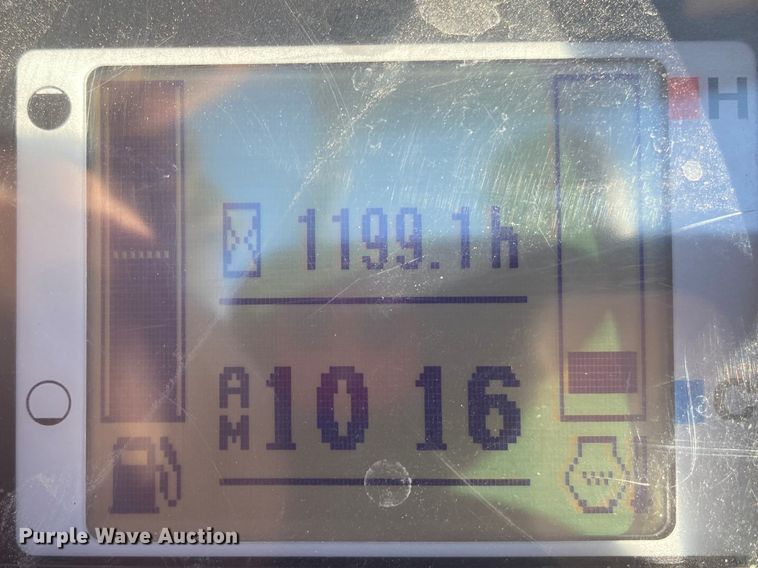 H
1199.1h
AM 10 16
C
Purple Wave Auction